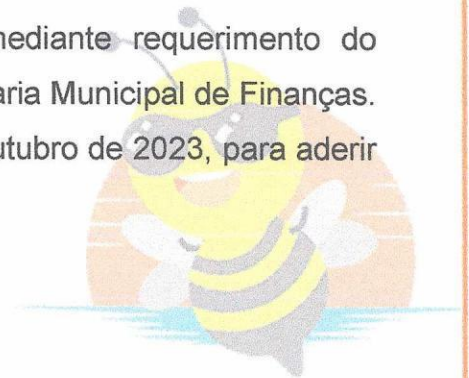 mediante requerimento do
aria Municipal de Finanças.
utubro de 2023, para aderir